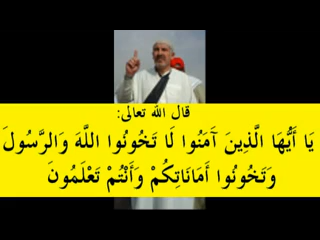 قال الله تعالى:
يَا أَيُّهَا الَّذِينَ آمَنُوا لَا تَخُونُوا اللَّهَ وَالرَّسُولَ
وَتَخُونُوا أَمَانَاتِكُمْ وَأَنْتُمْ تَعْلَمُونَ